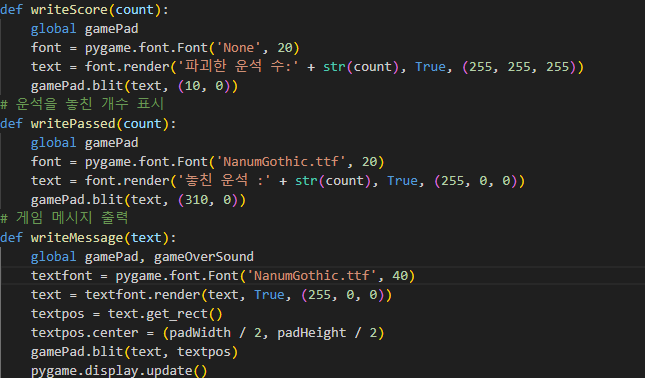 def writeScore(count):
    global gamePad
    font = pygame.font.Font('None', 20)
    text = font.render('파괴한 운석 수:' + str(count), True, (255, 255, 255))
    gamePad.blit(text, (10, 0))
# 운석을 놓친 개수 표시
def writePassed(count):
    global gamePad
    font = pygame.font.Font('NanumGothic.ttf', 20)
    text = font.render('놓친 운석 :' + str(count), True, (255, 0, 0))
    gamePad.blit(text, (310, 0))
# 게임 메시지 출력
def writeMessage(text):
    global gamePad, gameOverSound
    textfont = pygame.font.Font('NanumGothic.ttf', 40)
    text = textfont.render(text, True, (255, 0, 0))
    textpos = text.get_rect()
    textpos.center = (padWidth / 2, padHeight / 2)
    gamePad.blit(text, textpos)
    pygame.display.update()